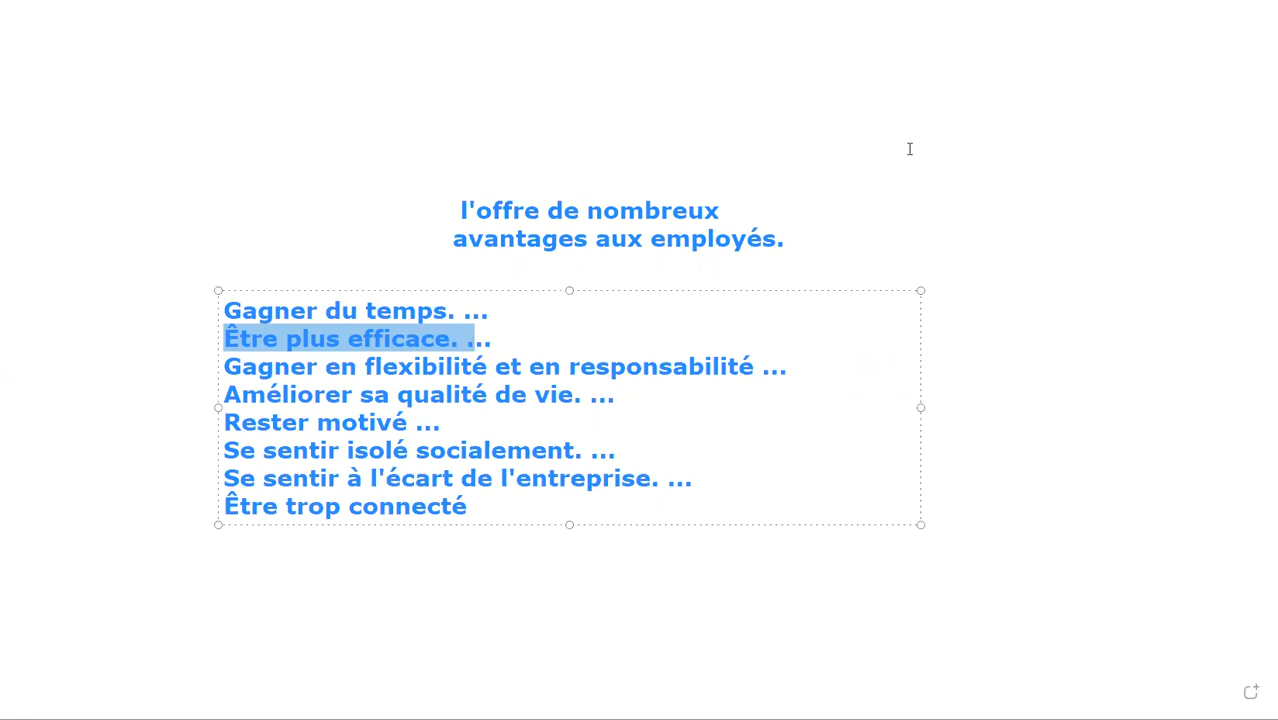 l'offre de nombreux
avantages aux employés.
Gagner du temps. ...
Être plus efficace. ...
Gagner en flexibilité et en responsabilité ...
Améliorer sa qualité de vie. ...
Rester motivé ...
Se sentir isolé socialement. ...
Se sentir à l'écart de l'entreprise. ...
Être trop connecté